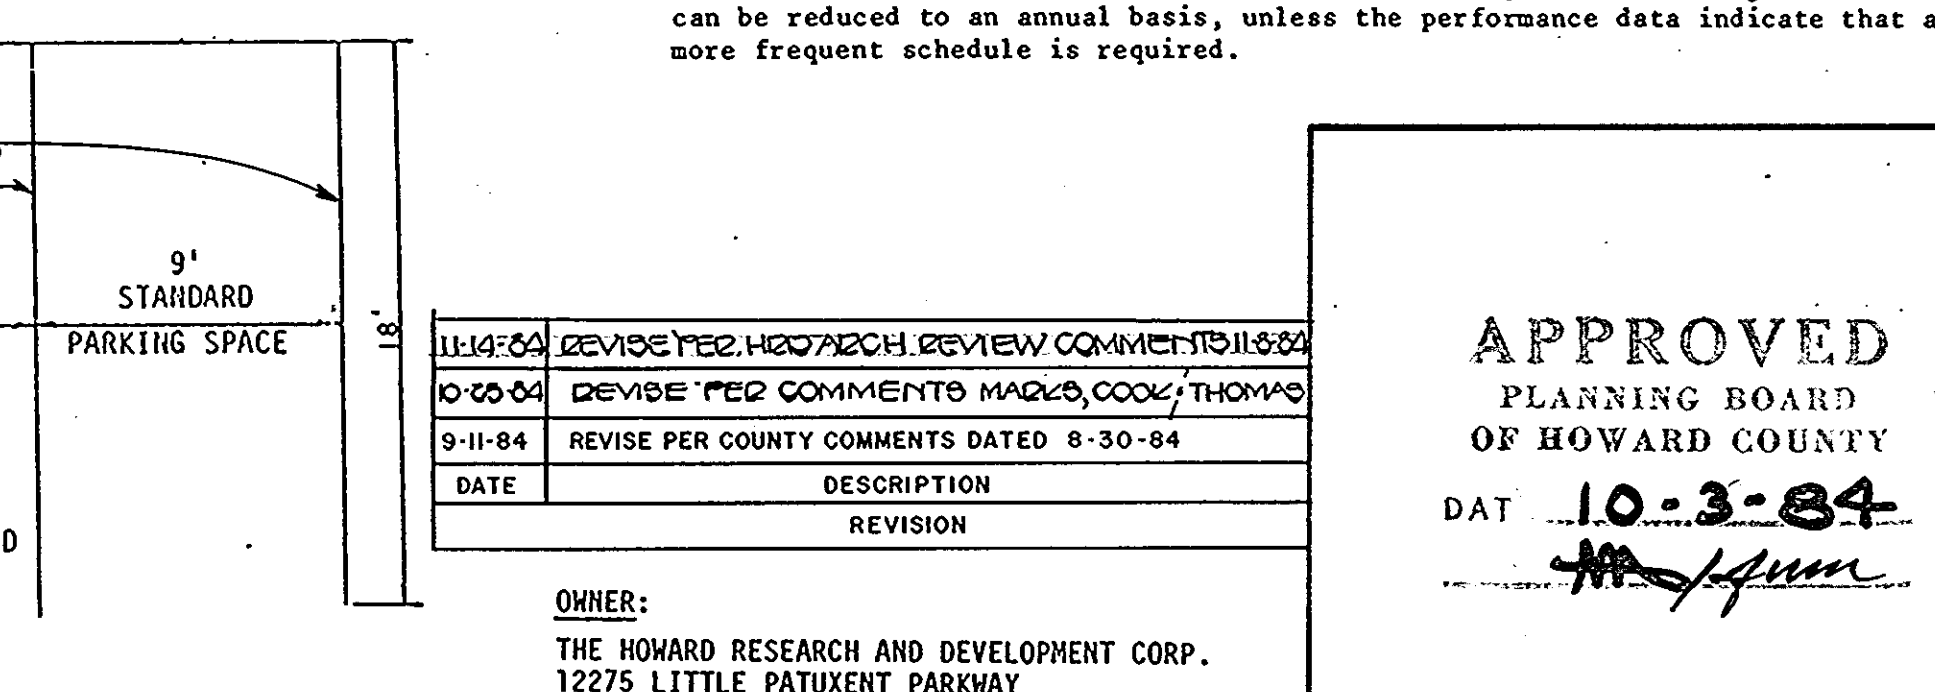 can be reduced to an annual basis, unless the performance data indicate that a
more frequent schedule is required.
9'
STANDARD
PARKING SPACE
18'
11-14-84 REVISE PER HRD ARCH REVIEW COMMENTS 11-8-84
REVISE PER COMMENTS MARKS, COOK, THOMAS
9-11-84 REVISE PER COUNTY COMMENTS DATED 8-30-84
DATE DESCRIPTION
REVISION
D
OWNER:
THE HOWARD RESEARCH AND DEVELOPMENT CORP.
12275 LITTLE PATUXENT PARKWAY
APPROVED
PLANNING BOARD
OF HOWARD COUNTY
DAT 10-3-84